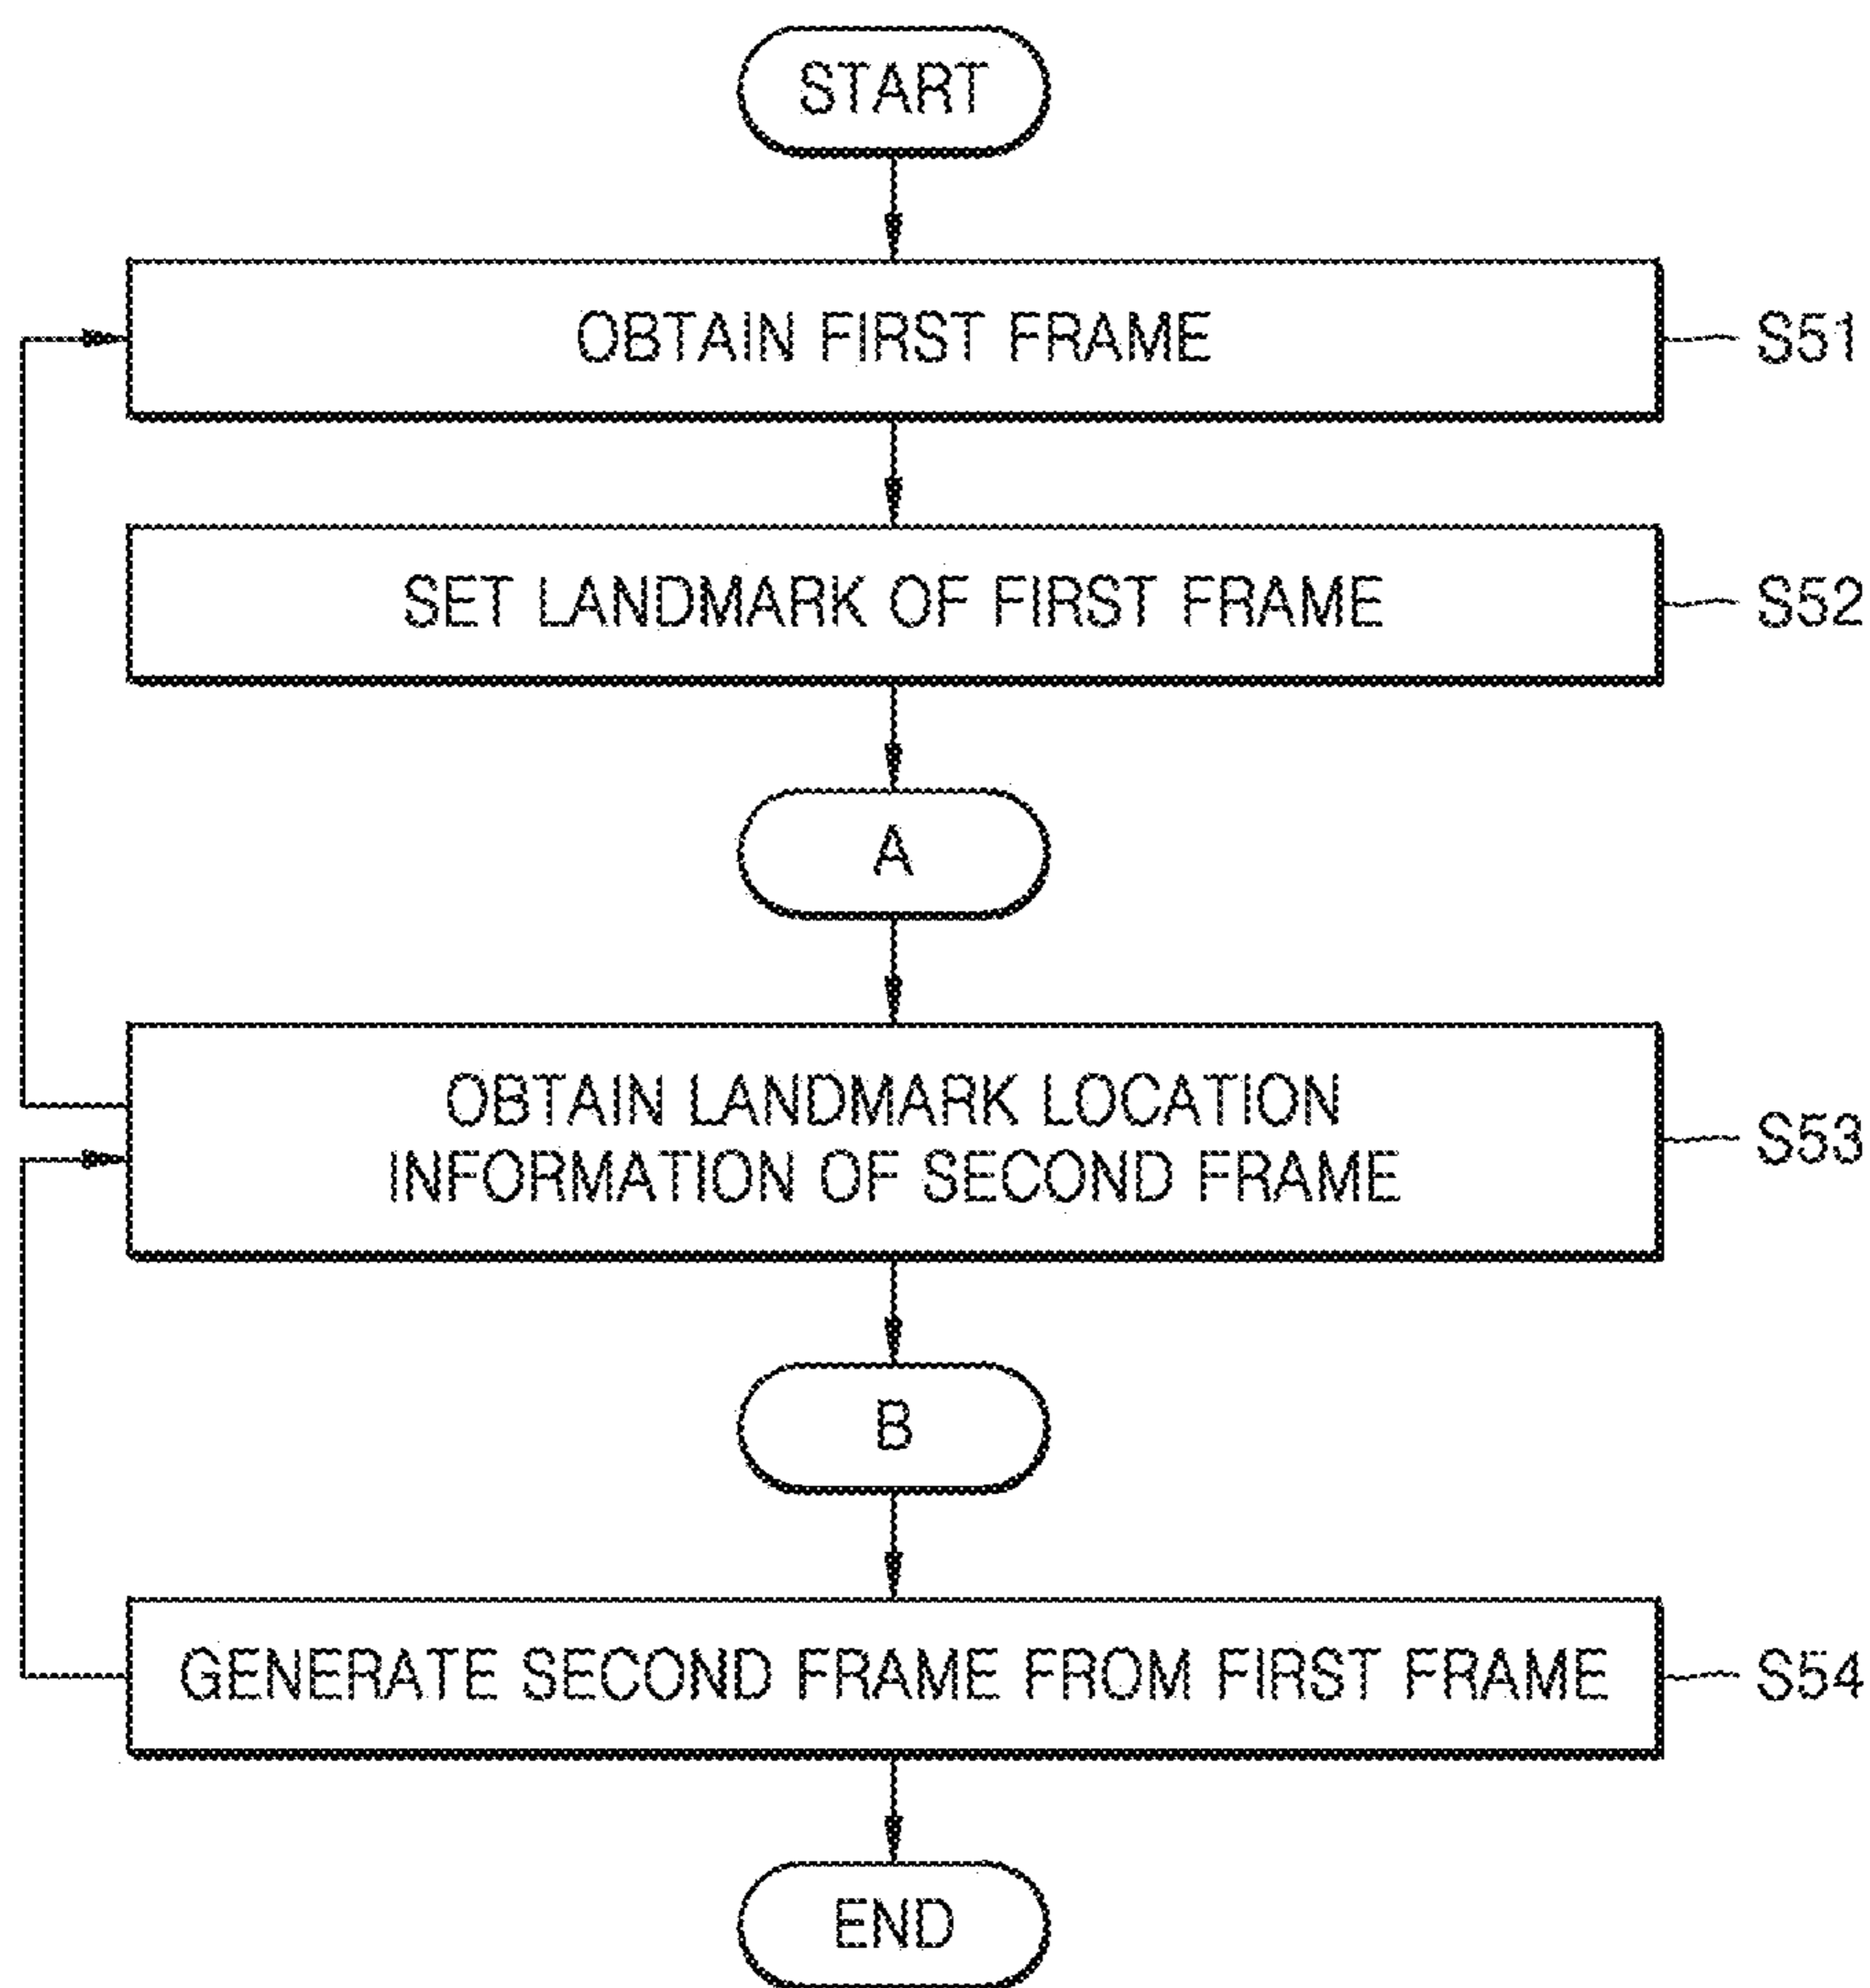 START
OBTAIN FIRST FRAME
S51
SET LANDMARK OF FIRST FRAME
S52
A
OBTAIN LANDMARK LOCATION
INFORMATION OF SECOND FRAME
S53
B
GENERATE SECOND FRAME FROM FIRST FRAME
S54
END